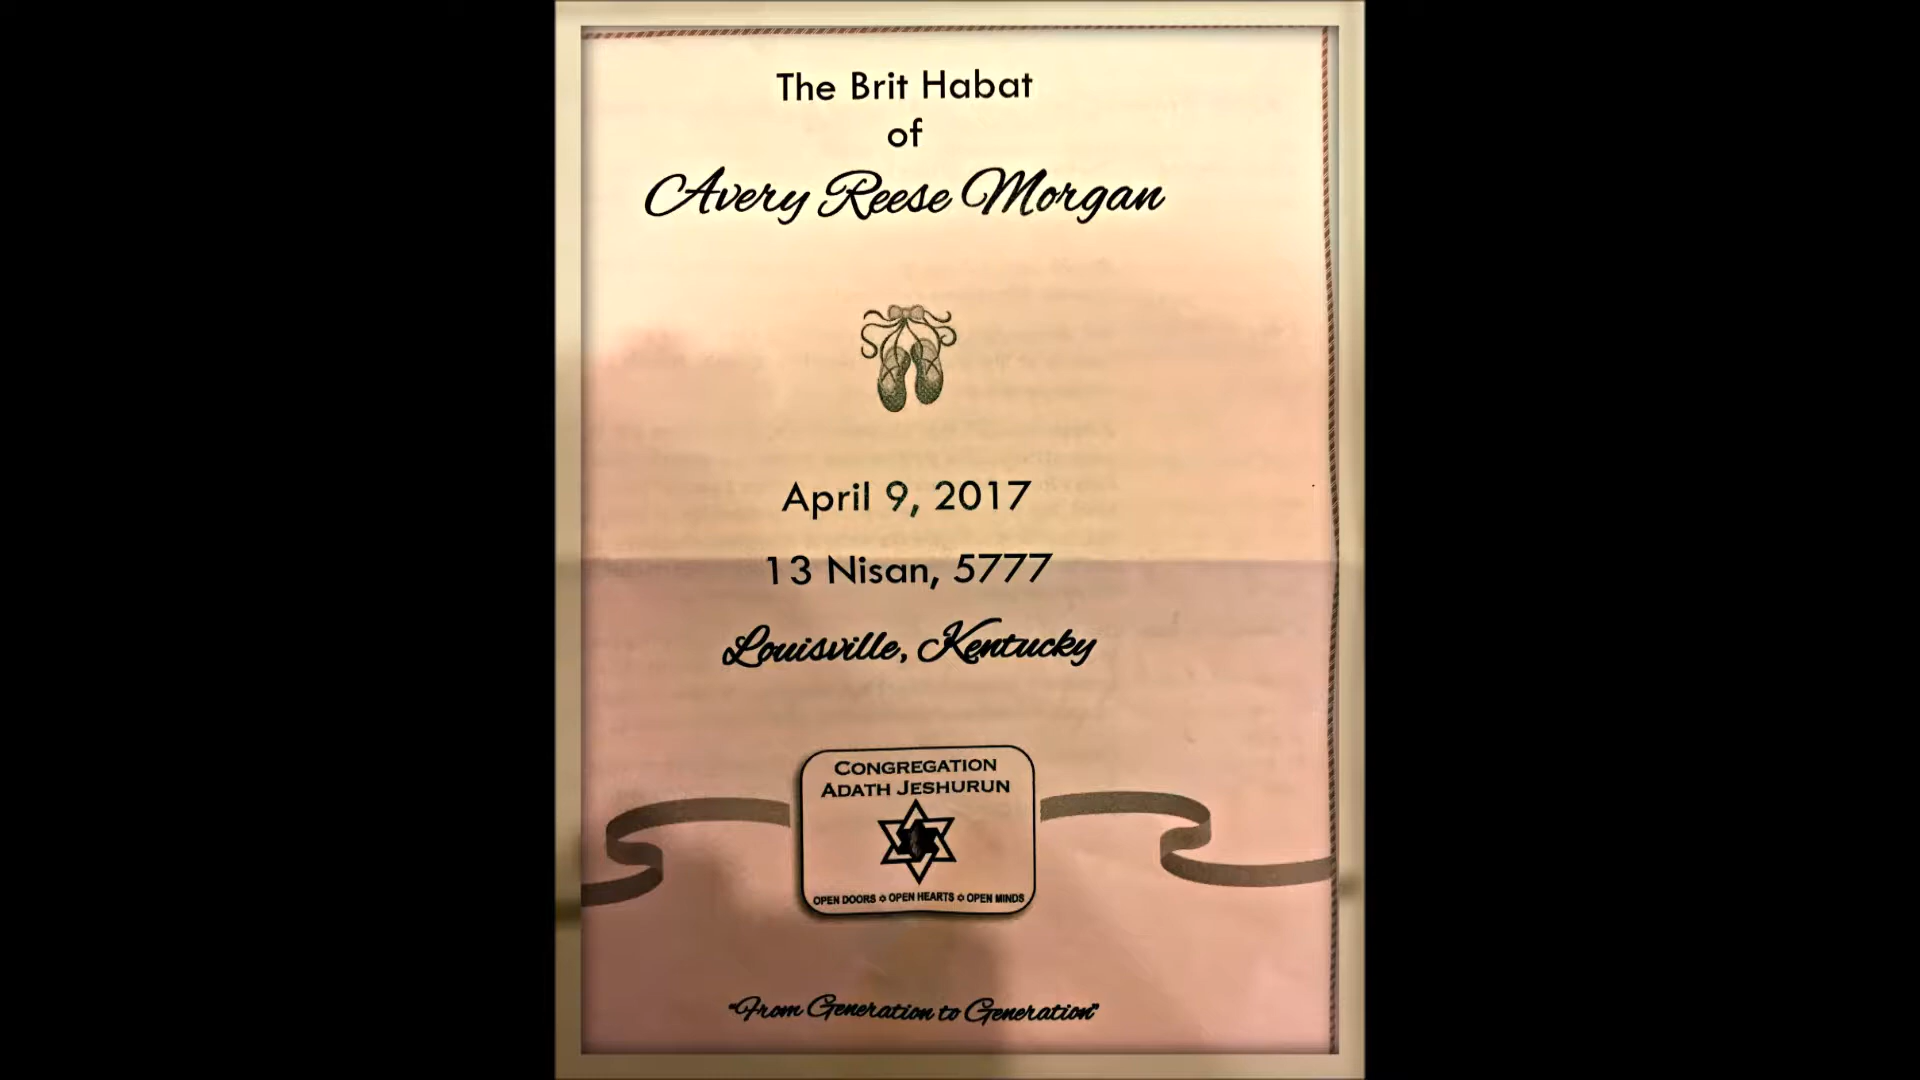 The Brit Habat
of
Avery Reese Morgan
April 9, 2017
13 Nisan, 5777
Louisville, Kentucky
CONGREGATION
ADATH JESHURUN
OPEN DOORS ✡ OPEN HEARTS ✡ OPEN MINDS
"From Generation to Generation"